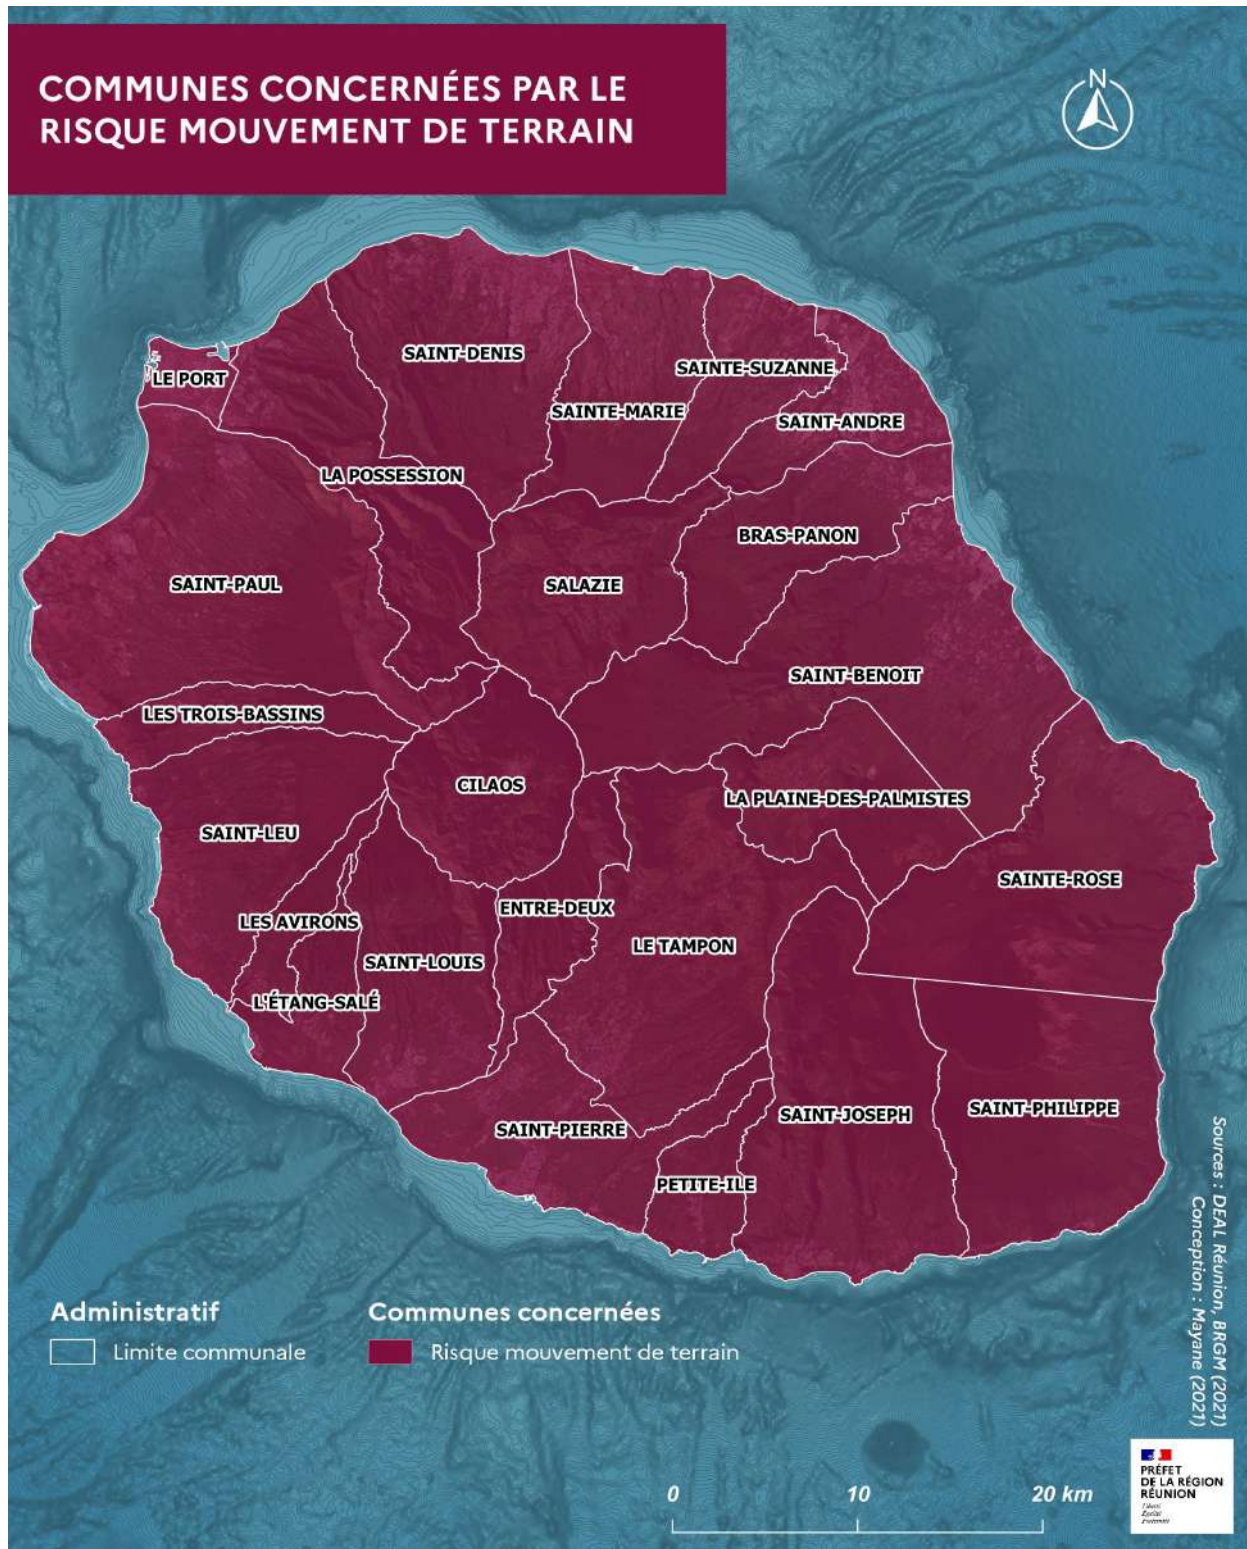 COMMUNES CONCERNÉES PAR LE
RISQUE MOUVEMENT DE TERRAIN
N
SAINT-DENIS
LE PORT
SAINTE-SUZANNE
SAINTE-MARIE
SAINT-ANDRE
LA POSSESSION
BRAS-PANON
SAINT-PAUL
SALAZIE
SAINT-BENOIT
LES TROIS-BASSINS
CILAOS
LA PLAINE-DES-PALMISTES
SAINT-LEU
SAINTE-ROSE
ENTRE-DEUX
LES AVIRONS
LE TAMPON
SAINT-LOUIS
L'ÉTANG-SALÉ
SAINT-JOSEPH
SAINT-PHILIPPE
SAINT-PIERRE
PETITE-ILE
Sources : DEAL Réunion, BRGM (2021)
Conception : Mayane (2021)
Administratif
Limite communale
Communes concernées
Risque mouvement de terrain
0 10 20 km
PRÉFET
DE LA RÉGION
RÉUNION
Liberté
Égalité
Fraternité